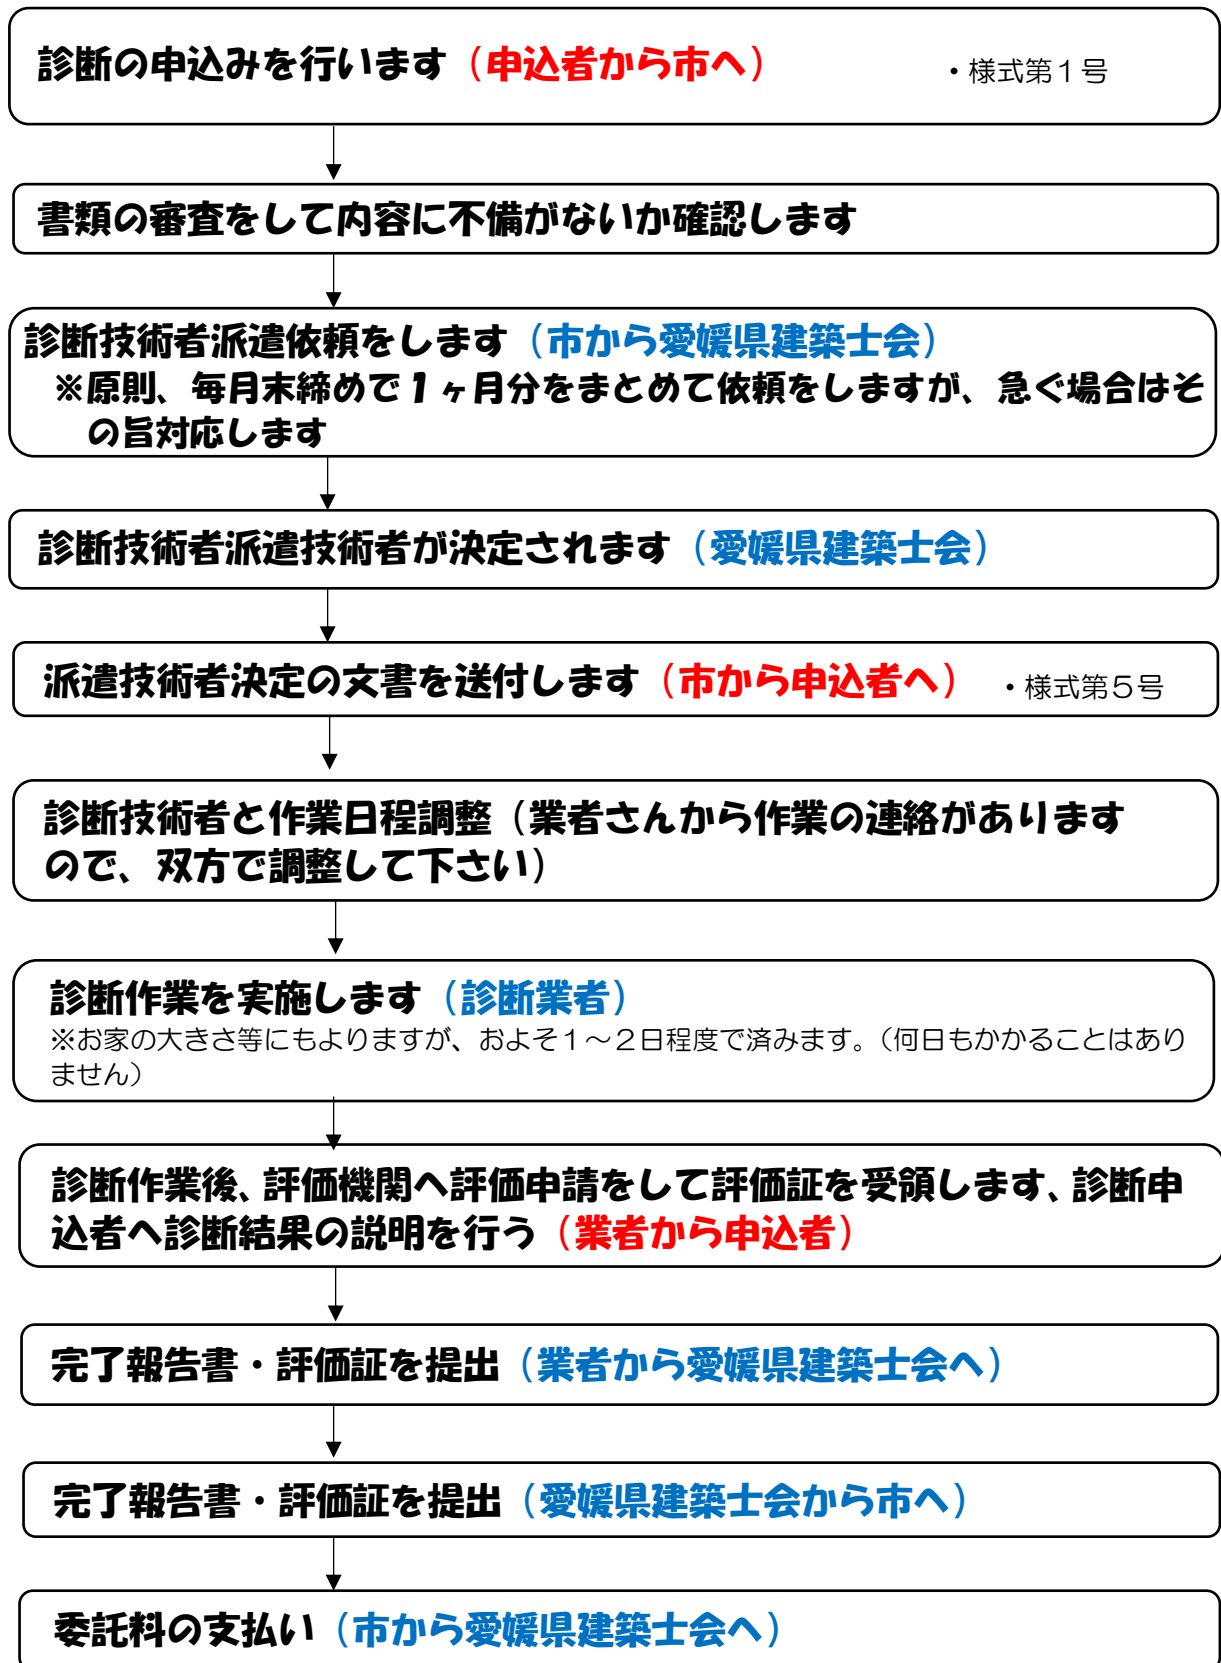 診断の申込みを行います（申込者から市へ）　・様式第１号
書類の審査をして内容に不備がないか確認します
診断技術者派遣依頼をします（市から愛媛県建築士会）
※原則、毎月末締めで１ヶ月分をまとめて依頼をしますが、急ぐ場合はそ
の旨対応します
診断技術者派遣技術者が決定されます（愛媛県建築士会）
派遣技術者決定の文書を送付します（市から申込者へ）　・様式第５号
診断技術者と作業日程調整（業者さんから作業の連絡があります
ので、双方で調整して下さい）
診断作業を実施します（診断業者）
※お家の大きさ等にもよりますが、およそ１～２日程度で済みます。（何日もかかることはあり
ません）
診断作業後、評価機関へ評価申請をして評価証を受領します、診断申
込者へ診断結果の説明を行う（業者から申込者）
完了報告書・評価証を提出（業者から愛媛県建築士会へ）
完了報告書・評価証を提出（愛媛県建築士会から市へ）
委託料の支払い（市から愛媛県建築士会へ）